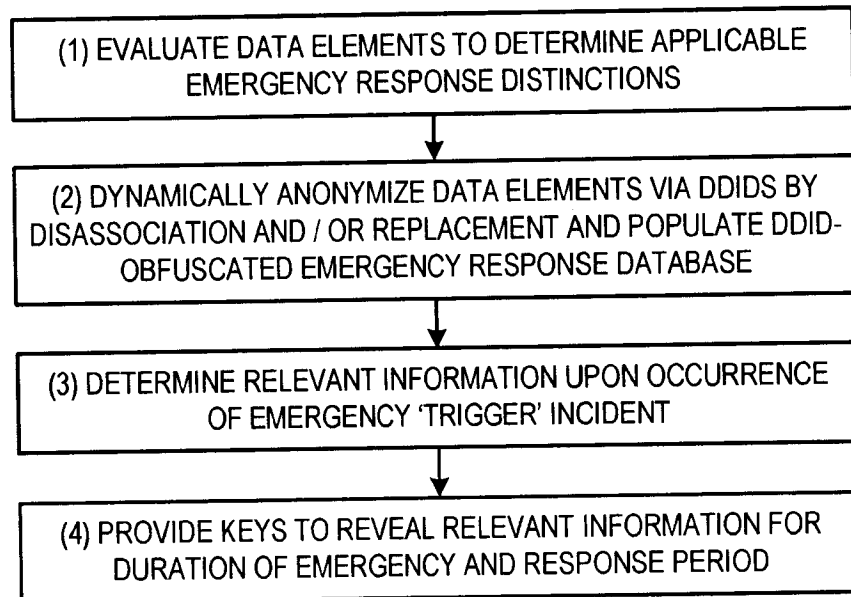 (1) EVALUATE DATA ELEMENTS TO DETERMINE APPLICABLE
EMERGENCY RESPONSE DISTINCTIONS
(2) DYNAMICALLY ANONYMIZE DATA ELEMENTS VIA DDIDS BY
DISASSOCIATION AND / OR REPLACEMENT AND POPULATE DDID-
OBFUSCATED EMERGENCY RESPONSE DATABASE
(3) DETERMINE RELEVANT INFORMATION UPON OCCURRENCE
OF EMERGENCY ‘TRIGGER’ INCIDENT
(4) PROVIDE KEYS TO REVEAL RELEVANT INFORMATION FOR
DURATION OF EMERGENCY AND RESPONSE PERIOD